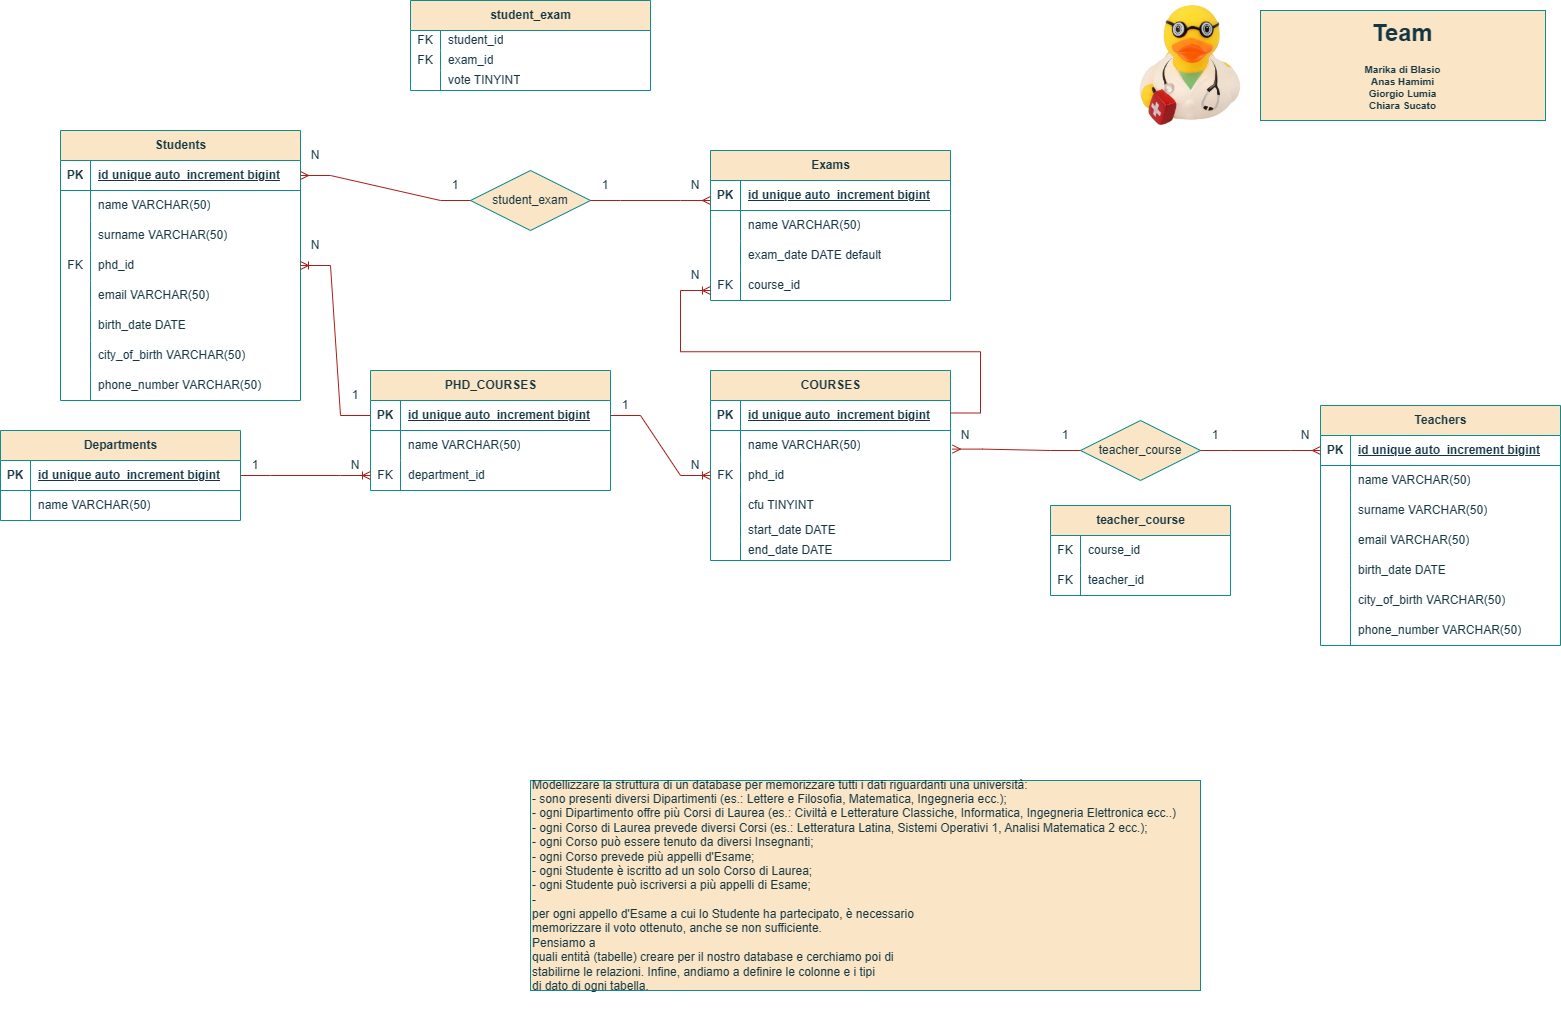 student_exam
FK student_id
FK exam_id
vote TINYINT
Team
Marika di Blasio
Anas Hamimi
Giorgio Lumia
Chiara Sucato
Students
PK id unique auto_increment bigint
name VARCHAR(50)
surname VARCHAR(50)
FK phd_id
email VARCHAR(50)
birth_date DATE
city_of_birth VARCHAR(50)
phone_number VARCHAR(50)
N
1
student_exam
1
N
Exams
PK id unique auto_increment bigint
name VARCHAR(50)
exam_date DATE default
FK course_id
N
N
1
Departments
PK id unique auto_increment bigint
name VARCHAR(50)
1
N
PHD_COURSES
PK id unique auto_increment bigint
name VARCHAR(50)
FK department_id
1
N
COURSES
PK id unique auto_increment bigint
name VARCHAR(50)
FK phd_id
cfu TINYINT
start_date DATE
end_date DATE
N
1
teacher_course
1
N
teacher_course
FK course_id
FK teacher_id
Teachers
PK id unique auto_increment bigint
name VARCHAR(50)
surname VARCHAR(50)
email VARCHAR(50)
birth_date DATE
city_of_birth VARCHAR(50)
phone_number VARCHAR(50)
Modellizzare la struttura di un database per memorizzare tutti i dati riguardanti una università:
- sono presenti diversi Dipartimenti (es.: Lettere e Filosofia, Matematica, Ingegneria ecc.);
- ogni Dipartimento offre più Corsi di Laurea (es.: Civiltà e Letterature Classiche, Informatica, Ingegneria Elettronica ecc..)
- ogni Corso di Laurea prevede diversi Corsi (es.: Letteratura Latina, Sistemi Operativi 1, Analisi Matematica 2 ecc.);
- ogni Corso può essere tenuto da diversi Insegnanti;
- ogni Corso prevede più appelli d'Esame;
- ogni Studente è iscritto ad un solo Corso di Laurea;
- ogni Studente può iscriversi a più appelli di Esame;
-
per ogni appello d'Esame a cui lo Studente ha partecipato, è necessario
memorizzare il voto ottenuto, anche se non sufficiente.
Pensiamo a
quali entità (tabelle) creare per il nostro database e cerchiamo poi di
stabilirne le relazioni. Infine, andiamo a definire le colonne e i tipi
di dato di ogni tabella.